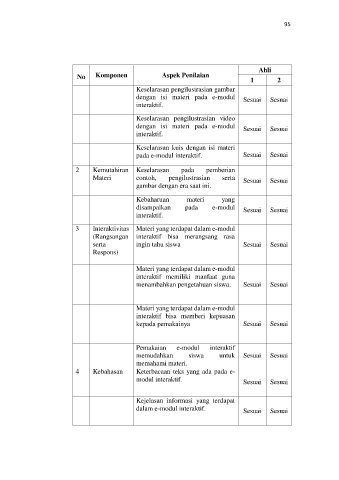 95
No Komponen Aspek Penilaian Ahli
1 2
Keselarasan pengilustrasian gambar
dengan isi materi pada e-modul
interaktif.
Sesuai Sesuai
Keselarasan pengilustrasian video
dengan isi materi pada e-modul
interaktif.
Sesuai Sesuai
Keselarasan kuis dengan isi materi
pada e-modul interaktif.
Sesuai Sesuai
2 Kemutahiran Materi
Keselarasan pada pemberian
contoh, pengilustrasian serta
gambar dengan era saat ini.
Sesuai Sesuai
Kebaharuan materi yang
disampaikan pada e-modul
interaktif.
Sesuai Sesuai
3 Interaktivitas
(Rangsangan
serta
Respons)
Materi yang terdapat dalam e-modul
interaktif bisa merangsang rasa
ingin tahu siswa
Sesuai Sesuai
Materi yang terdapat dalam e-modul
interaktif memiliki manfaat guna
menambahkan pengetahuan siswa.
Sesuai Sesuai
Materi yang terdapat dalam e-modul
interaktif bisa memberi kepuasan
kepada pemakainya
Sesuai Sesuai
Pemakaian e-modul interaktif
memudahkan siswa untuk
memahami materi.
Sesuai Sesuai
4 Kebahasan
Keterbacaan teks yang ada pada e-
modul interaktif.
Sesuai Sesuai
Kejelasan informasi yang terdapat
dalam e-modul interaktif.
Sesuai Sesuai